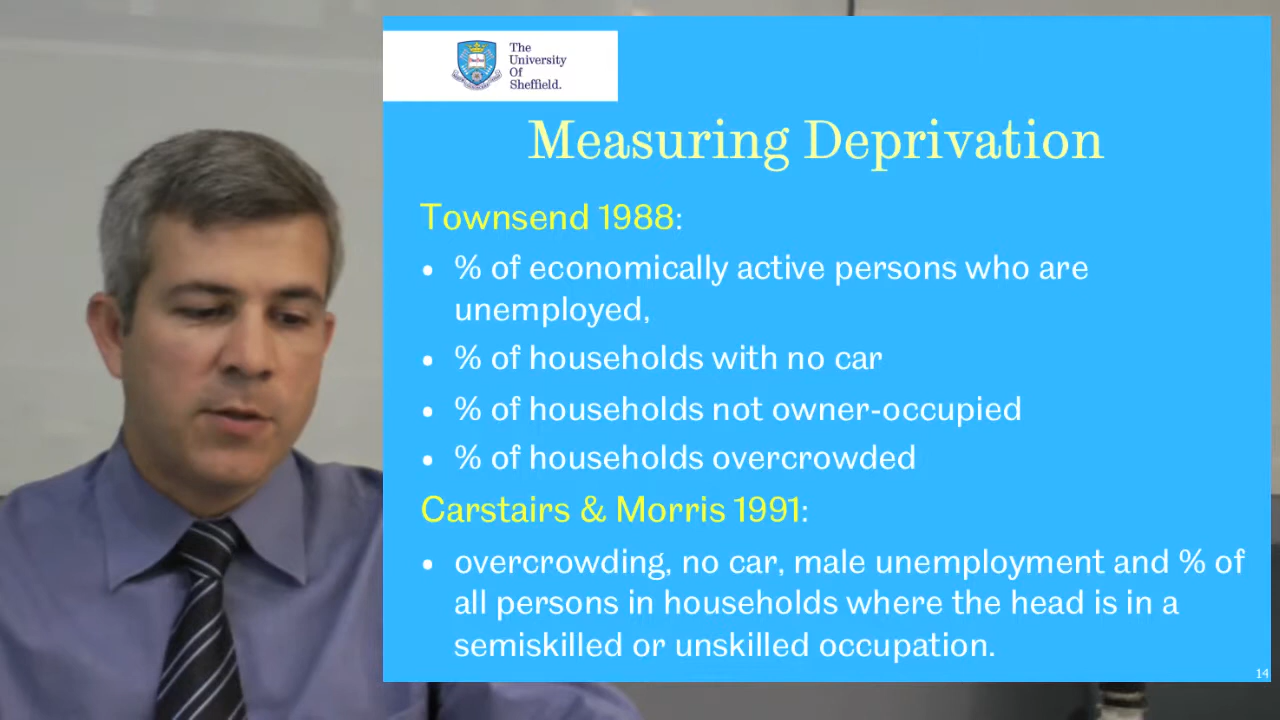 The
University
Of
Sheffield.
Measuring Deprivation
Townsend 1988:
• % of economically active persons who are
unemployed,
• % of households with no car
• % of households not owner-occupied
• % of households overcrowded
Carstairs & Morris 1991:
• overcrowding, no car, male unemployment and % of
all persons in households where the head is in a
semiskilled or unskilled occupation.
14